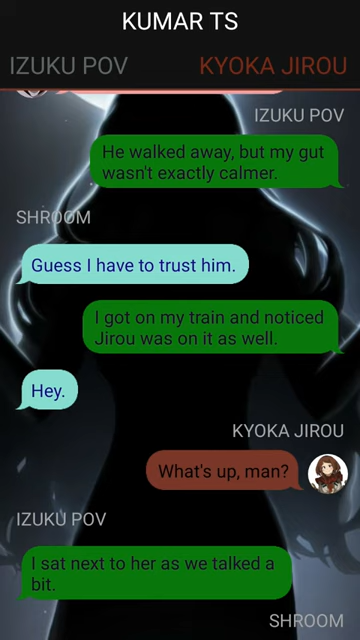 KUMAR TS
IZUKU POV
KYOKA JIROU
IZUKU POV
He walked away, but my gut
wasn't exactly calmer.
SHROOM
Guess I have to trust him.
I got on my train and noticed
Jirou was on it as well.
Hey.
KYOKA JIROU
What's up, man?
IZUKU POV
I sat next to her as we talked a
bit.
SHROOM